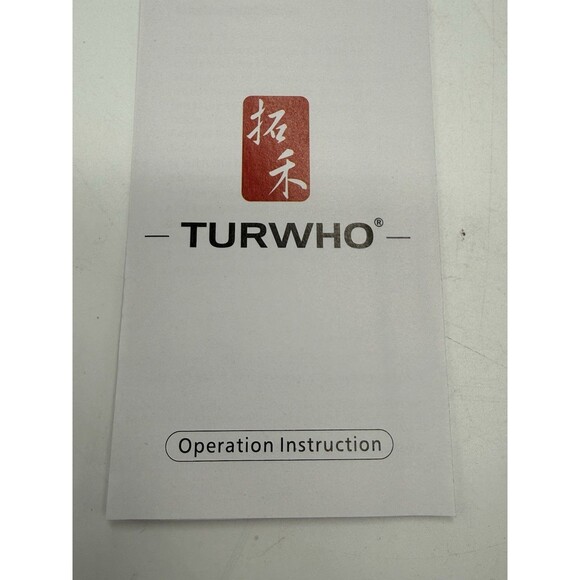 拓
禾
— TURWHO® —
Operation Instruction